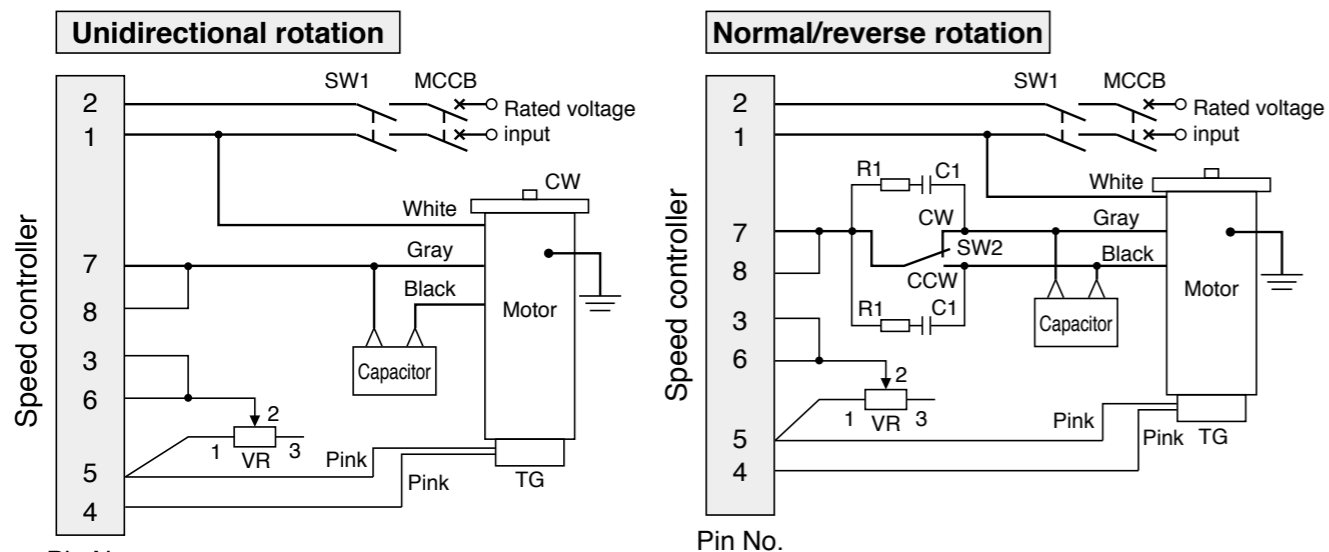 Unidirectional rotation
SW1 MCCB
2
Rated voltage
1
input
CW
White
Gray
7
Black
8
Motor
Capacitor
3
6
2
1 VR 3
Pink
5
Pink
TG
4
Speed controller
Normal/reverse rotation
SW1 MCCB
2
Rated voltage
1
input
R1 C1
White
CW
Gray
7
SW2
Black
8
CCW
Motor
R1 C1
3
Capacitor
6
2
1 VR 3
Pink
5
Pink TG
4
Speed controller
Pin No.